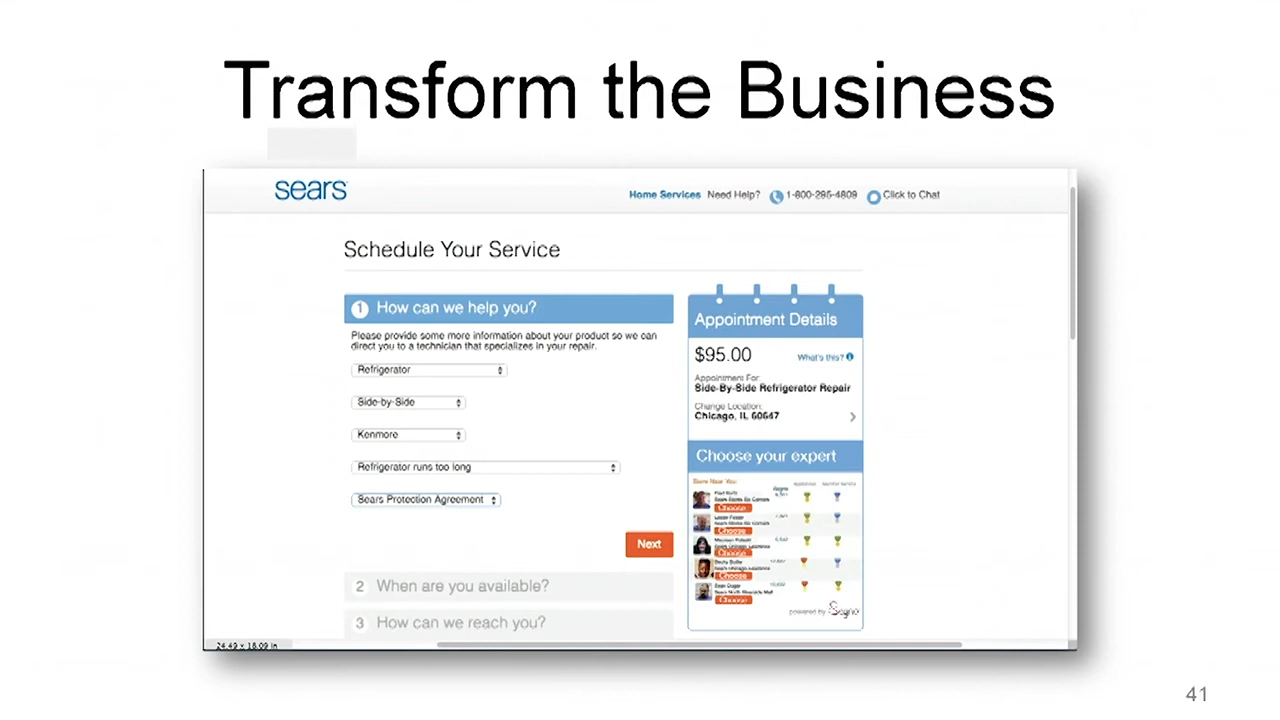 Transform the Business
sears
Home Services Need Help? 1-800-295-4809 Click to Chat
Schedule Your Service
1 How can we help you?
Please provide some more information about your product so we can
direct you to a technician that specializes in your repair.
Refrigerator
Side-by-Side
Kenmore
Refrigerator runs too long
Sears Protection Agreement
Next
2 When are you available?
3 How can we reach you?
Appointment Details
$95.00 What's this?
Appointment For:
Side-By-Side Refrigerator Repair
Change Location:
Chicago, IL 60647
Choose your expert
Choose
Choose
Choose
Choose
Choose
powered by
24.49 x 18.09 in
41